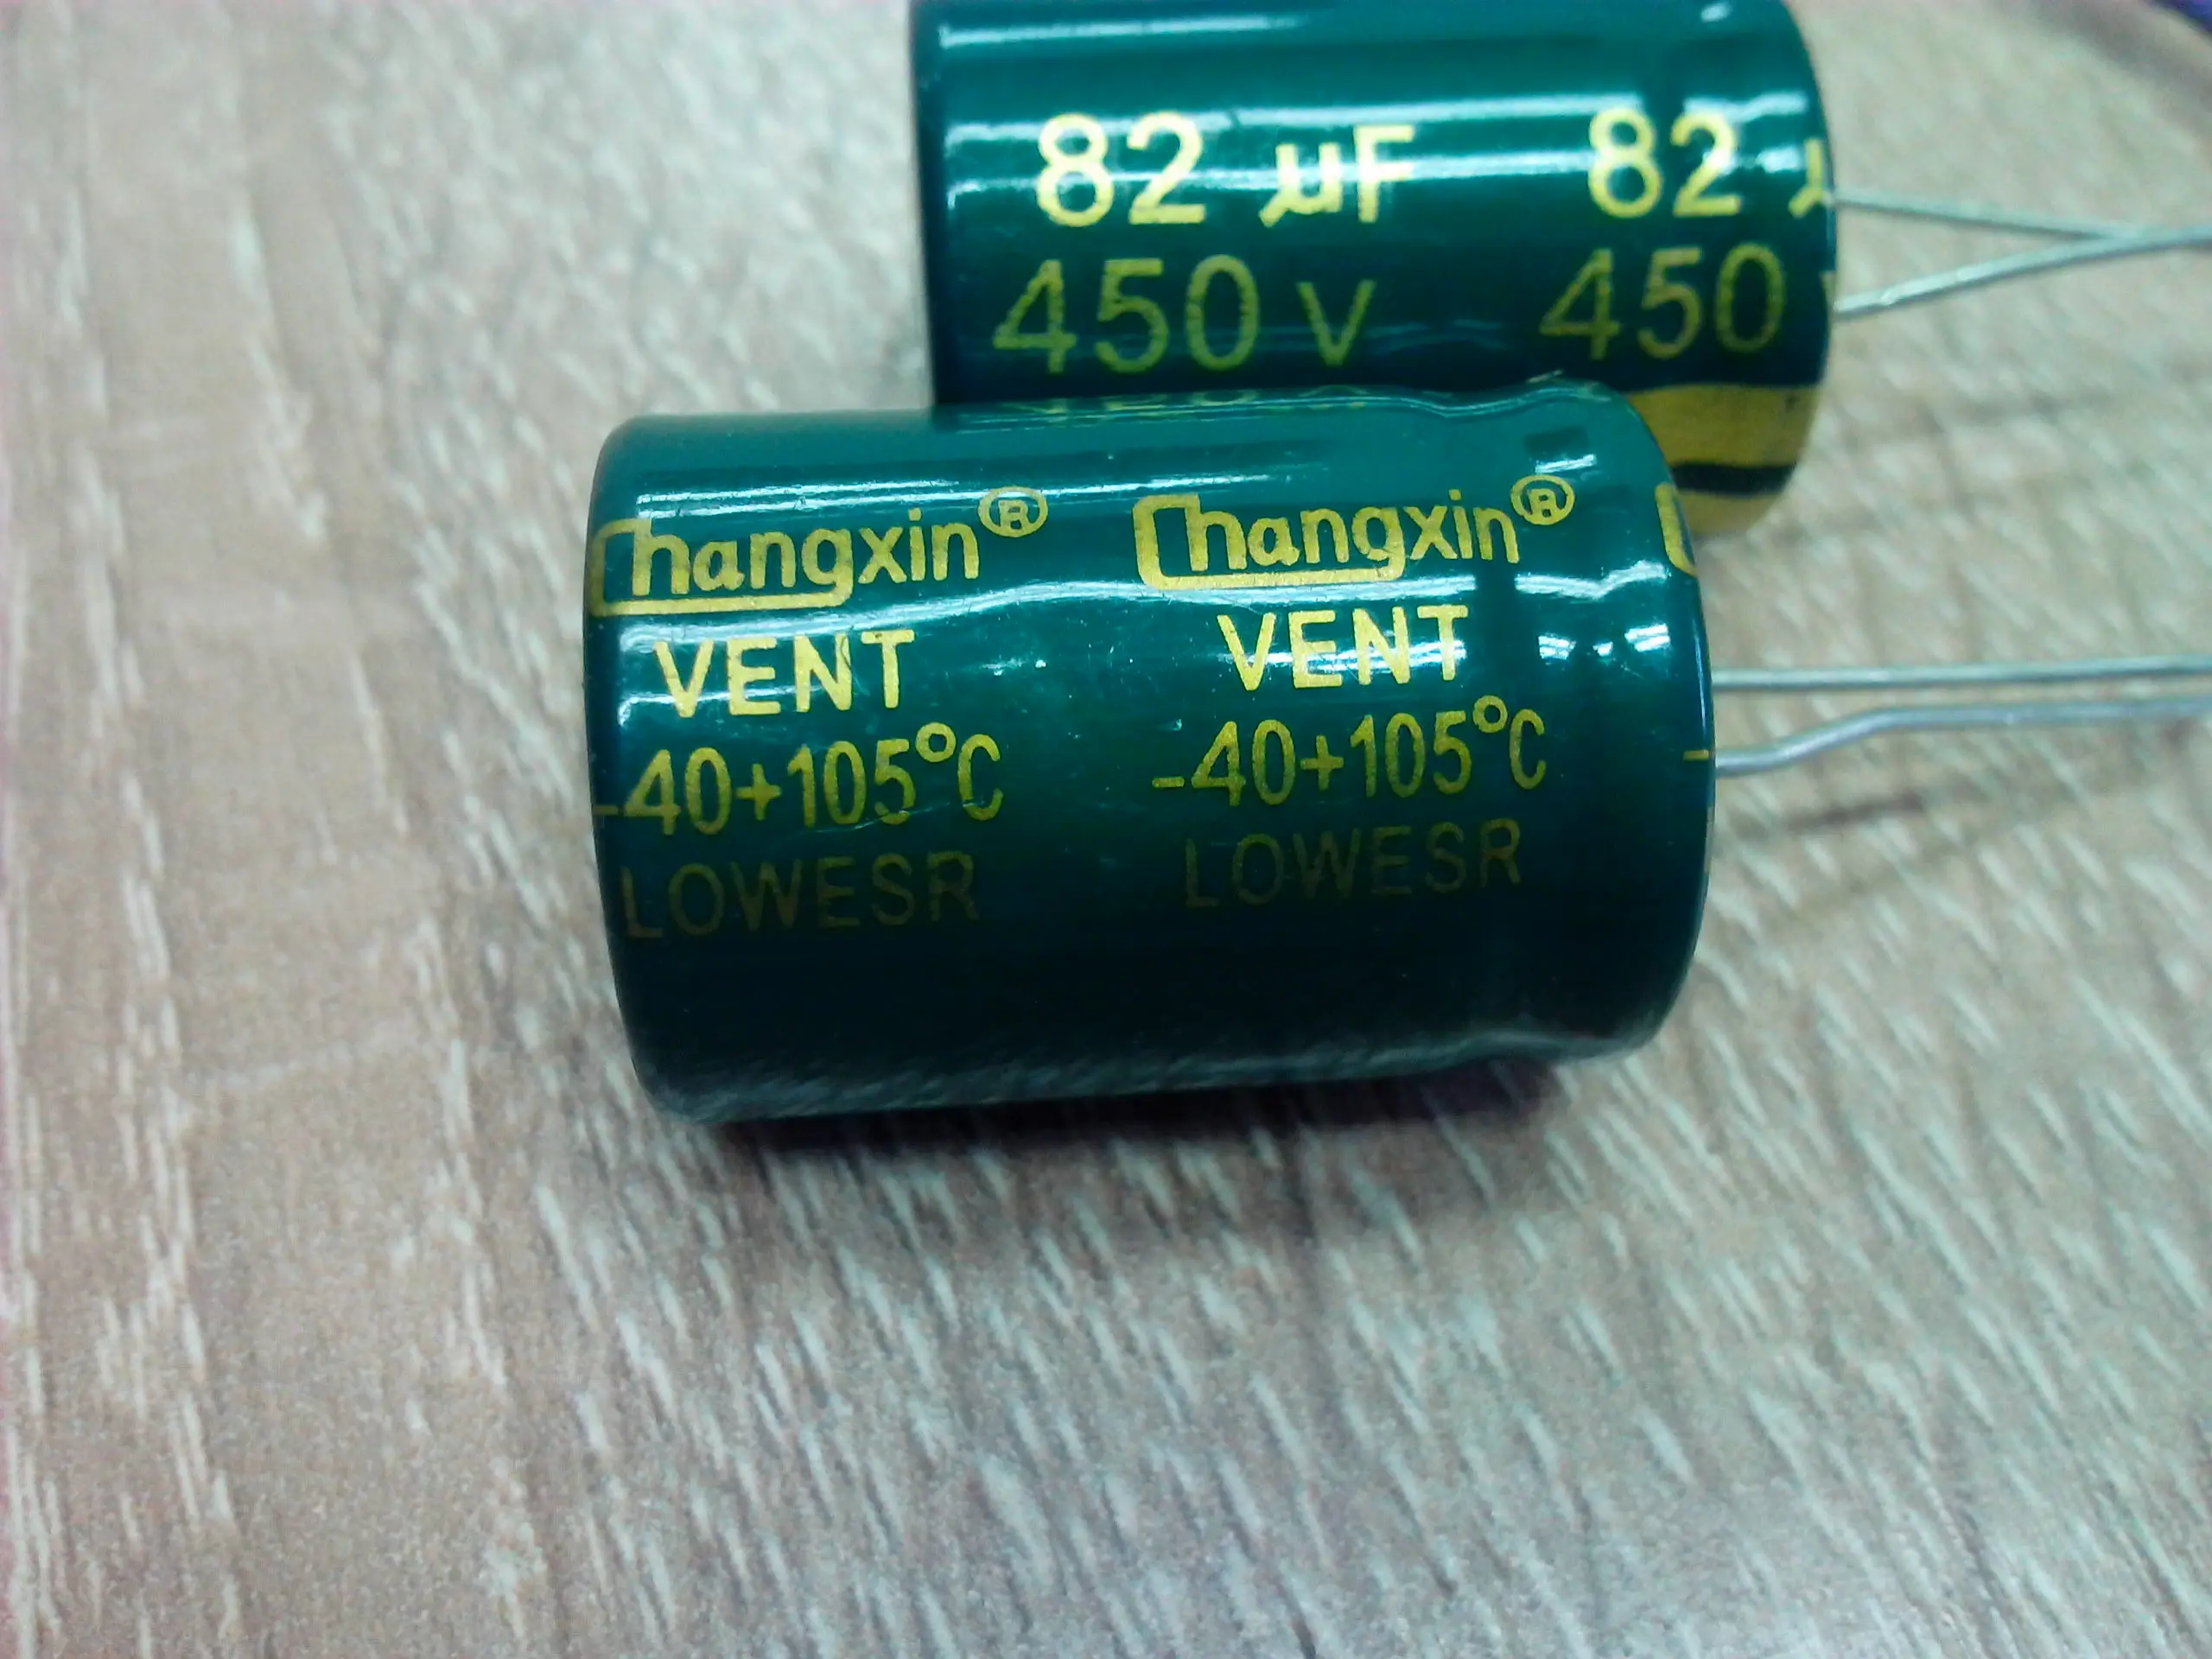 82 µF 82
450 V 450
Changxin® Changxin®
VENT VENT
-40+105°C -40+105°C
LOWESR LOWESR